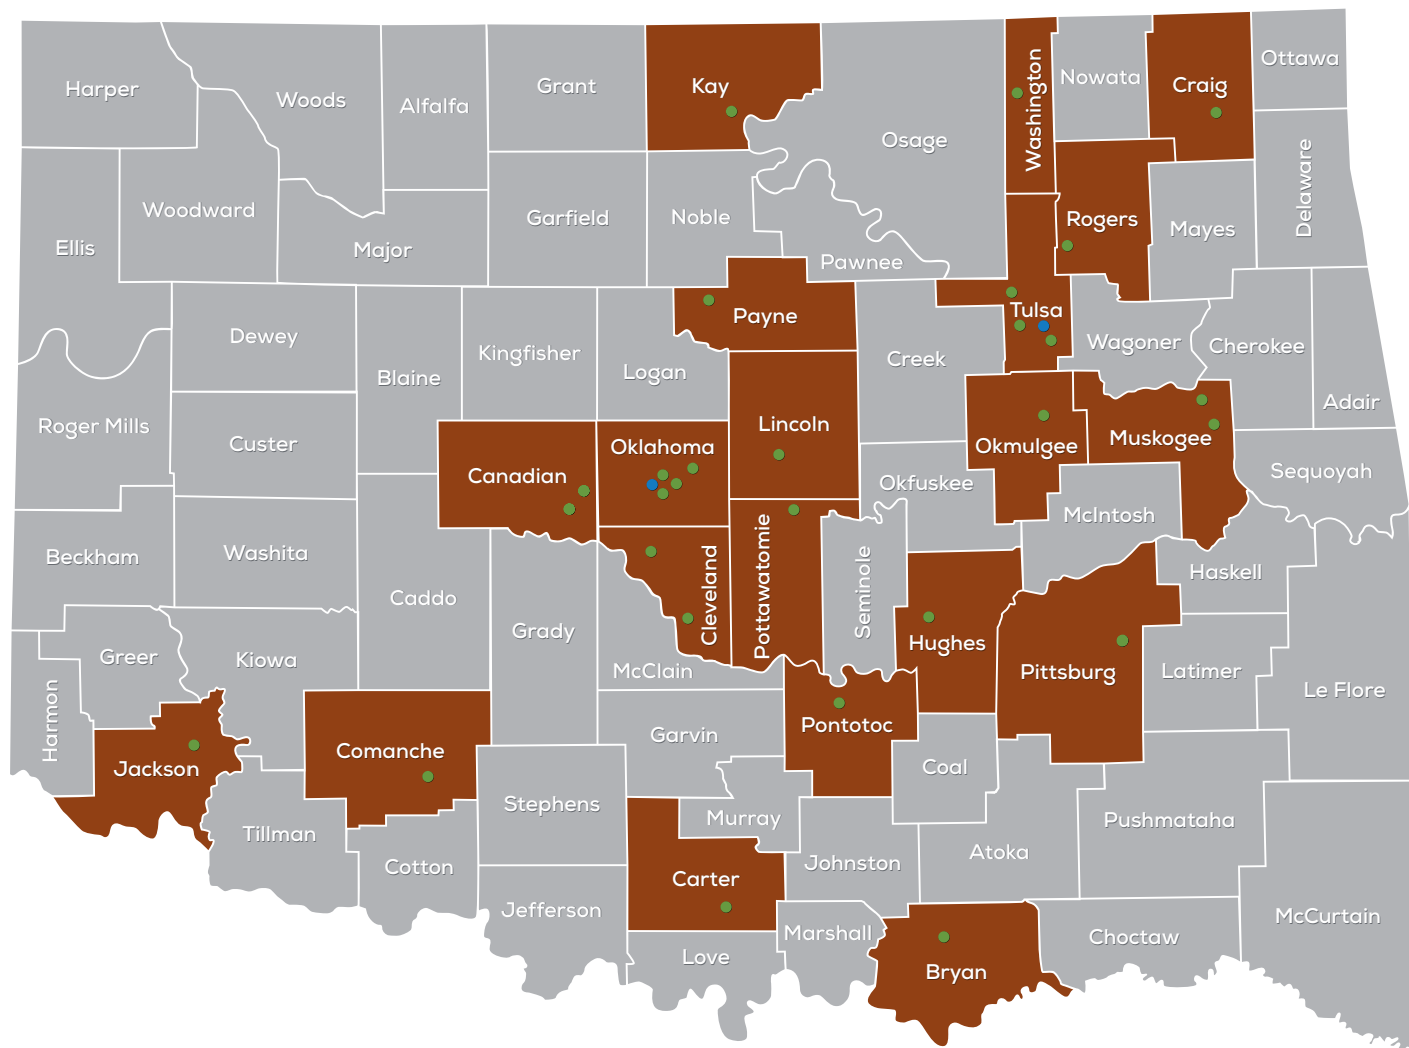 Harper
Woods
Alfalfa
Grant
Kay
Osage
Washington
Nowata
Craig
Ottawa
Ellis
Woodward
Major
Garfield
Noble
Pawnee
Rogers
Mayes
Delaware
Roger Mills
Dewey
Custer
Blaine
Kingfisher
Logan
Payne
Lincoln
Creek
Tulsa
Wagoner
Cherokee
Adair
Canadian
Oklahoma
Okfuskee
Okmulgee
Muskogee
McIntosh
Sequoyah
Beckham
Washita
Caddo
Grady
Cleveland
Pottawatomie
Seminole
Hughes
Haskell
Harmon
Greer
Kiowa
McClain
Pittsburg
Latimer
Le Flore
Jackson
Comanche
Garvin
Pontotoc
Coal
Tillman
Stephens
Murray
Johnston
Atoka
Pushmataha
Cotton
Jefferson
Carter
Love
Marshall
Bryan
Choctaw
McCurtain